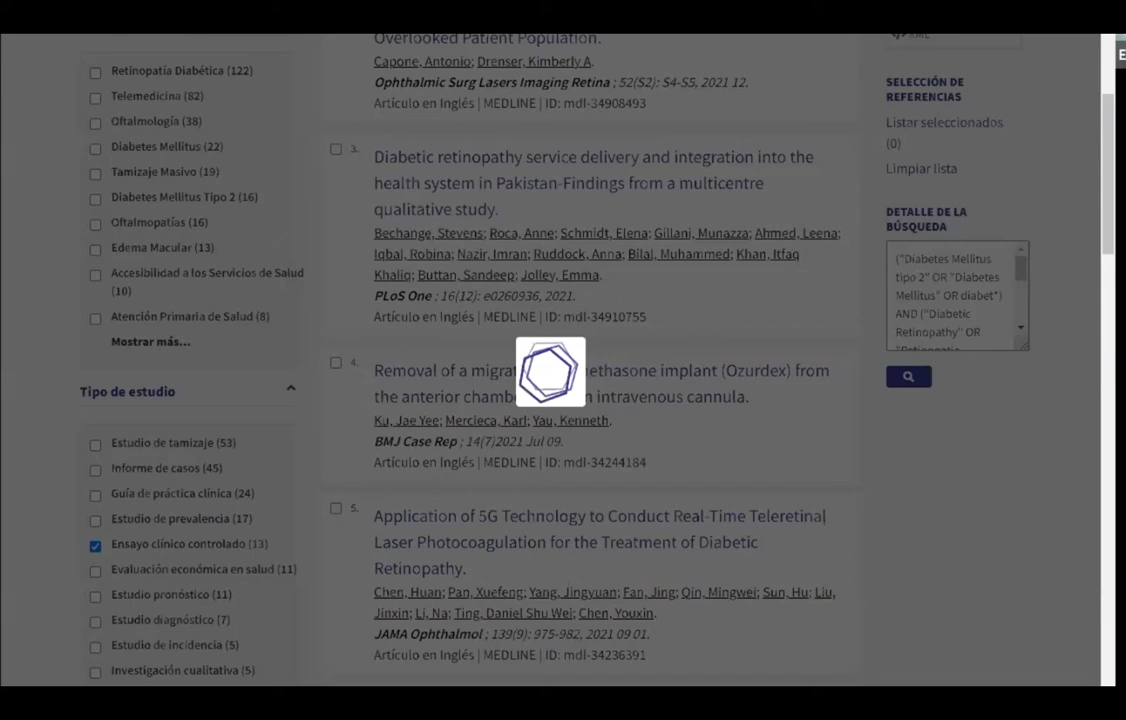 Overlooked Patient Population.
Capone, Antonio; Drenser, Kimberly A.
Ophthalmic Surg Lasers Imaging Retina ; 52(S2): S4-S5, 2021 12.
Artículo en Inglés | MEDLINE | ID: mdl-34908493
3.
Diabetic retinopathy service delivery and integration into the
health system in Pakistan-Findings from a multicentre
qualitative study.
Bechange, Stevens; Roca, Anne; Schmidt, Elena; Gillani, Munazza; Ahmed, Leena;
Iqbal, Robina; Nazir, Imran; Ruddock, Anna; Bilal, Muhammed; Khan, Itfaq
Khaliq; Buttan, Sandeep; Jolley, Emma.
PLoS One ; 16(12): e0260936, 2021.
Artículo en Inglés | MEDLINE | ID: mdl-34910755
4.
Removal of a implant (Ozurdex) from
the anterior intravenous cannula.
Ku, Jae Yee; Mercieca, Karl; Yau, Kenneth.
BMJ Case Rep ; 14(7)2021 Jul 09.
Artículo en Inglés | MEDLINE | ID: mdl-34244184
5.
Application of 5G Technology to Conduct Real-Time Teleretinal
Laser Photocoagulation for the Treatment of Diabetic
Retinopathy.
Chen, Huan; Pan, Xuefeng; Yang, Jingyuan; Fan, Jing; Qin, Mingwei; Sun, Hu; Liu,
Jinxin; Li, Na; Ting, Daniel Shu Wei; Chen, Youxin.
JAMA Ophthalmol ; 139(9): 975-982, 2021 09 01.
Artículo en Inglés | MEDLINE | ID: mdl-34236391
Retinopatía Diabética (122)
Telemedicina (82)
Oftalmología (38)
Diabetes Mellitus (22)
Tamizaje Masivo (19)
Diabetes Mellitus Tipo 2 (16)
Oftalmopatías (16)
Edema Macular (13)
Accesibilidad a los Servicios de Salud
(10)
Atención Primaria de Salud (8)
Mostrar más...
Tipo de estudio
Estudio de tamizaje (53)
Informe de casos (45)
Guía de práctica clínica (24)
Estudio de prevalencia (17)
Ensayo clínico controlado (13)
Evaluación económica en salud (11)
Estudio pronóstico (11)
Estudio diagnóstico (7)
Estudio de incidencia (5)
Investigación cualitativa (5)
SELECCIÓN DE
REFERENCIAS
Listar seleccionados
(0)
Limpiar lista
DETALLE DE LA
BÚSQUEDA
("Diabetes Mellitus
tipo 2" OR "Diabetes
Mellitus" OR diabet*)
AND ("Diabetic
Retinopathy" OR